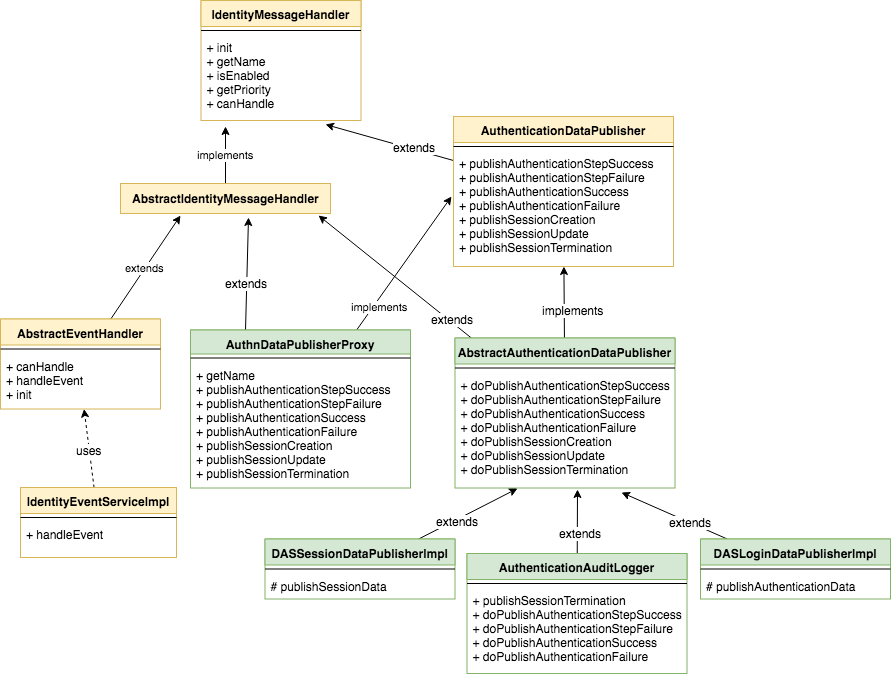 IdentityMessageHandler
+ init
+ getName
+ isEnabled
+ getPriority
+ canHandle
AuthenticationDataPublisher
+ publishAuthenticationStepSuccess
+ publishAuthenticationStepFailure
+ publishAuthenticationSuccess
+ publishAuthenticationFailure
+ publishSessionCreation
+ publishSessionUpdate
+ publishSessionTermination
extends
implements
AbstractIdentityMessageHandler
extends
extends
implements
extends
implements
AbstractEventHandler
+ canHandle
+ handleEvent
+ init
AuthnDataPublisherProxy
+ getName
+ publishAuthenticationStepSuccess
+ publishAuthenticationStepFailure
+ publishAuthenticationSuccess
+ publishAuthenticationFailure
+ publishSessionCreation
+ publishSessionUpdate
+ publishSessionTermination
AbstractAuthenticationDataPublisher
+ doPublishAuthenticationStepSuccess
+ doPublishAuthenticationStepFailure
+ doPublishAuthenticationSuccess
+ doPublishAuthenticationFailure
+ doPublishSessionCreation
+ doPublishSessionUpdate
+ doPublishSessionTermination
uses
IdentityEventServiceImpl
+ handleEvent
extends
extends
extends
DASSessionDataPublisherImpl
# publishSessionData
AuthenticationAuditLogger
+ publishSessionTermination
+ doPublishAuthenticationStepSuccess
+ doPublishAuthenticationStepFailure
+ doPublishAuthenticationSuccess
+ doPublishAuthenticationFailure
DASLoginDataPublisherImpl
# publishAuthenticationData